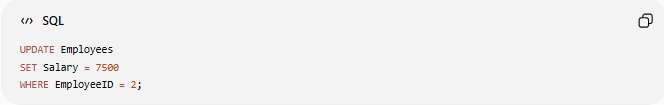 </> SQL
UPDATE Employees
SET Salary = 7500
WHERE EmployeeID = 2;